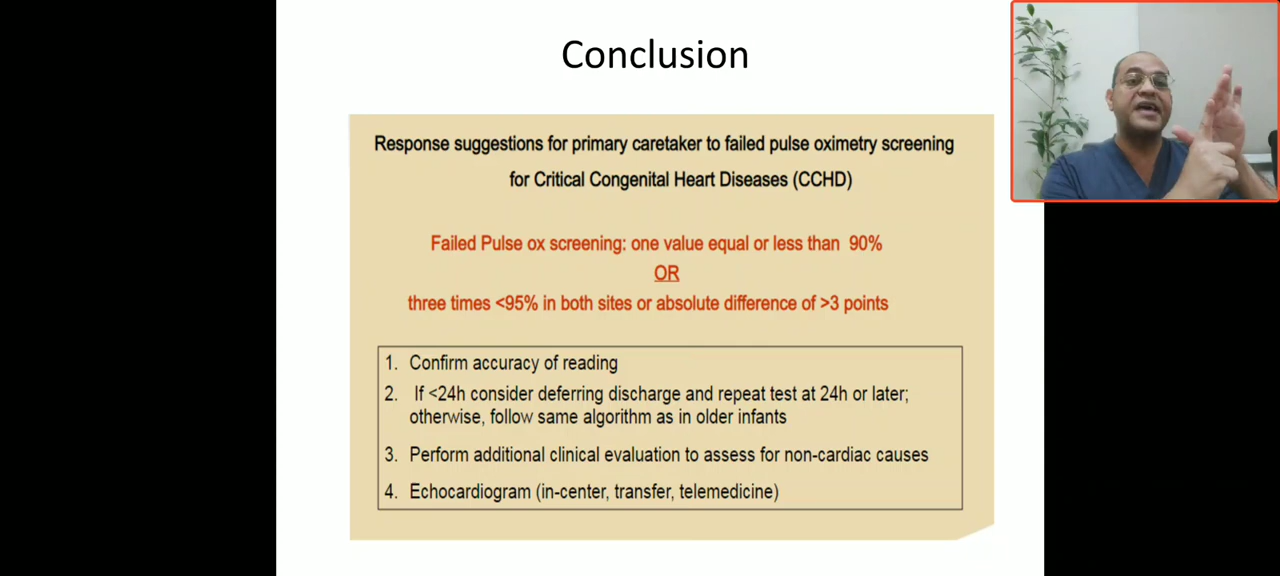 Conclusion
Response suggestions for primary caretaker to failed pulse oximetry screening
for Critical Congenital Heart Diseases (CCHD)
Failed Pulse ox screening: one value equal or less than 90%
OR
three times <95% in both sites or absolute difference of >3 points
1. Confirm accuracy of reading
2. If <24h consider deferring discharge and repeat test at 24h or later;
otherwise, follow same algorithm as in older infants
3. Perform additional clinical evaluation to assess for non-cardiac causes
4. Echocardiogram (in-center, transfer, telemedicine)